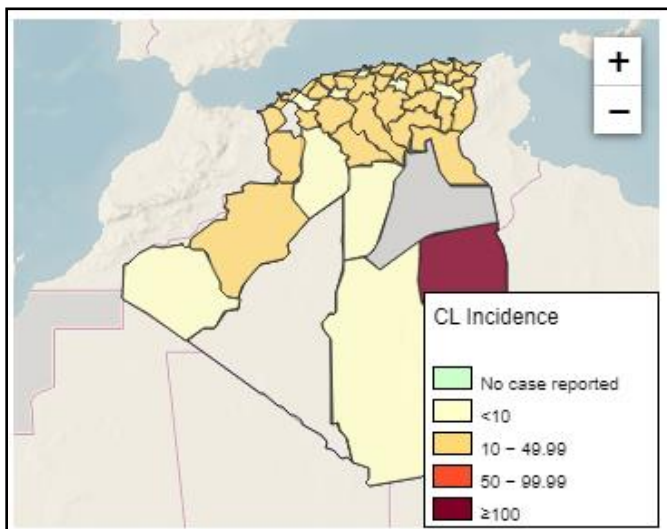 +
−
CL Incidence
No case reported
<10
10 – 49.99
50 – 99.99
≥100